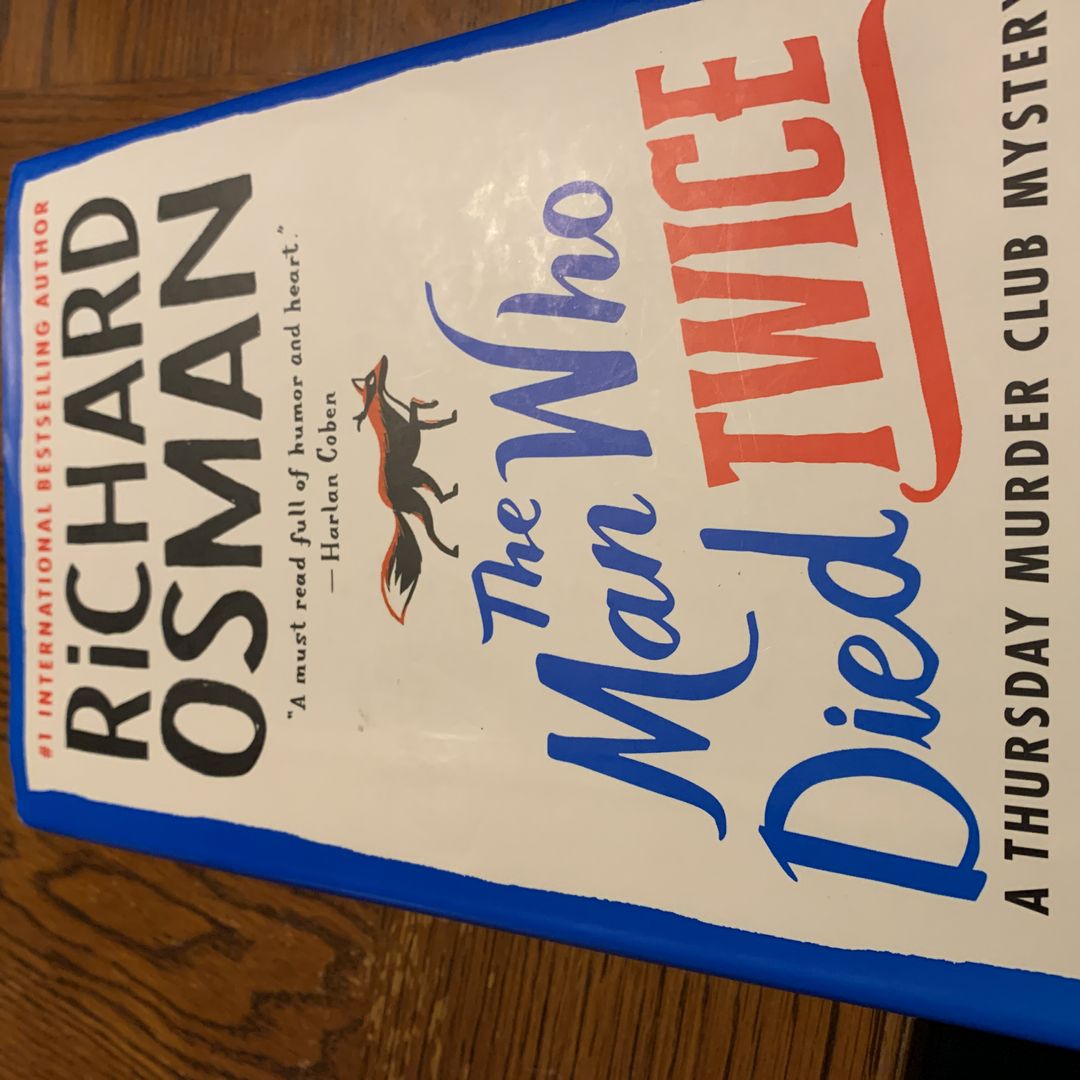 #1 INTERNATIONAL BESTSELLING AUTHOR
RiCHARD
OSMAN
"A must read full of humor and heart."
—Harlan Coben
The
Man Who
Died TWICE
A THURSDAY MURDER CLUB MYSTERY